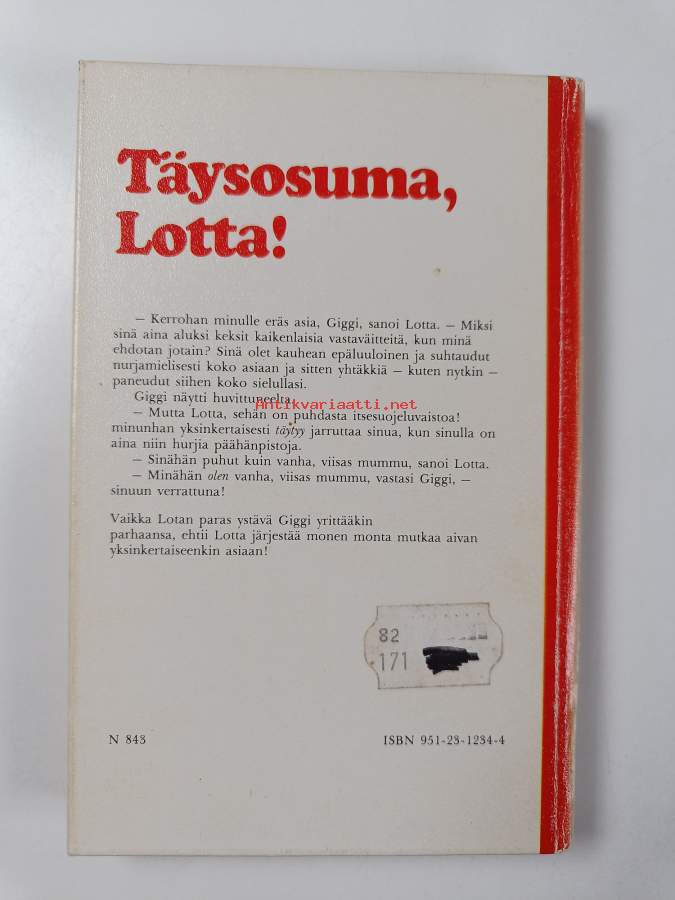 Täysosuma,
Lotta!
— Kerrohan minulle eräs asia, Giggi, sanoi Lotta. — Miksi
sinä aina aluksi keksit kaikenlaisia vastaväitteitä, kun minä
ehdotan jotain? Sinä olet kauhean epäluuloinen ja suhtaudut
nurjamielisesti koko asiaan ja sitten yhtäkkiä — kuten nytkin —
paneudut siihen koko sielullasi.
Giggi näytti huvittuneelta.
Antikvariaatti.net
— Mutta Lotta, sehän on puhdasta itsesuojeluvaistoa!
minunhan yksinkertaisesti täytyy jarruttaa sinua, kun sinulla on
aina niin hurjia päähänpistoja.
— Sinähän puhut kuin vanha, viisas mummu, sanoi Lotta.
— Minähän olen vanha, viisas mummu, vastasi Giggi, —
sinuun verrattuna!
Vaikka Lotan paras ystävä Giggi yrittääkin
parhaansa, ehtii Lotta järjestää monen monta mutkaa aivan
yksinkertaiseenkin asiaan!
82
171
N 843
ISBN 951-23-1234-4